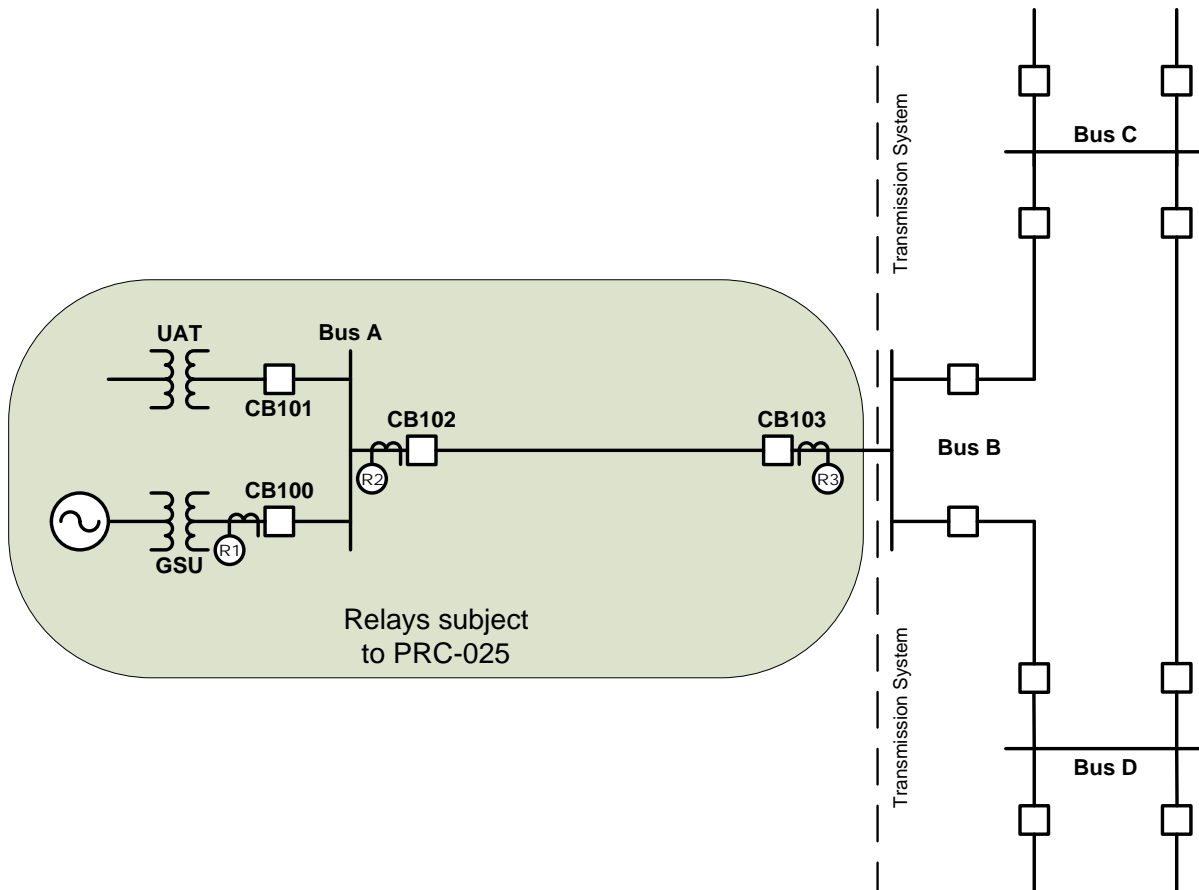 Transmission System
Bus C
UAT
Bus A
CB101
CB102
CB103
R2
R3
Bus B
CB100
R1
GSU
Relays subject
to PRC-025
Transmission System
Bus D